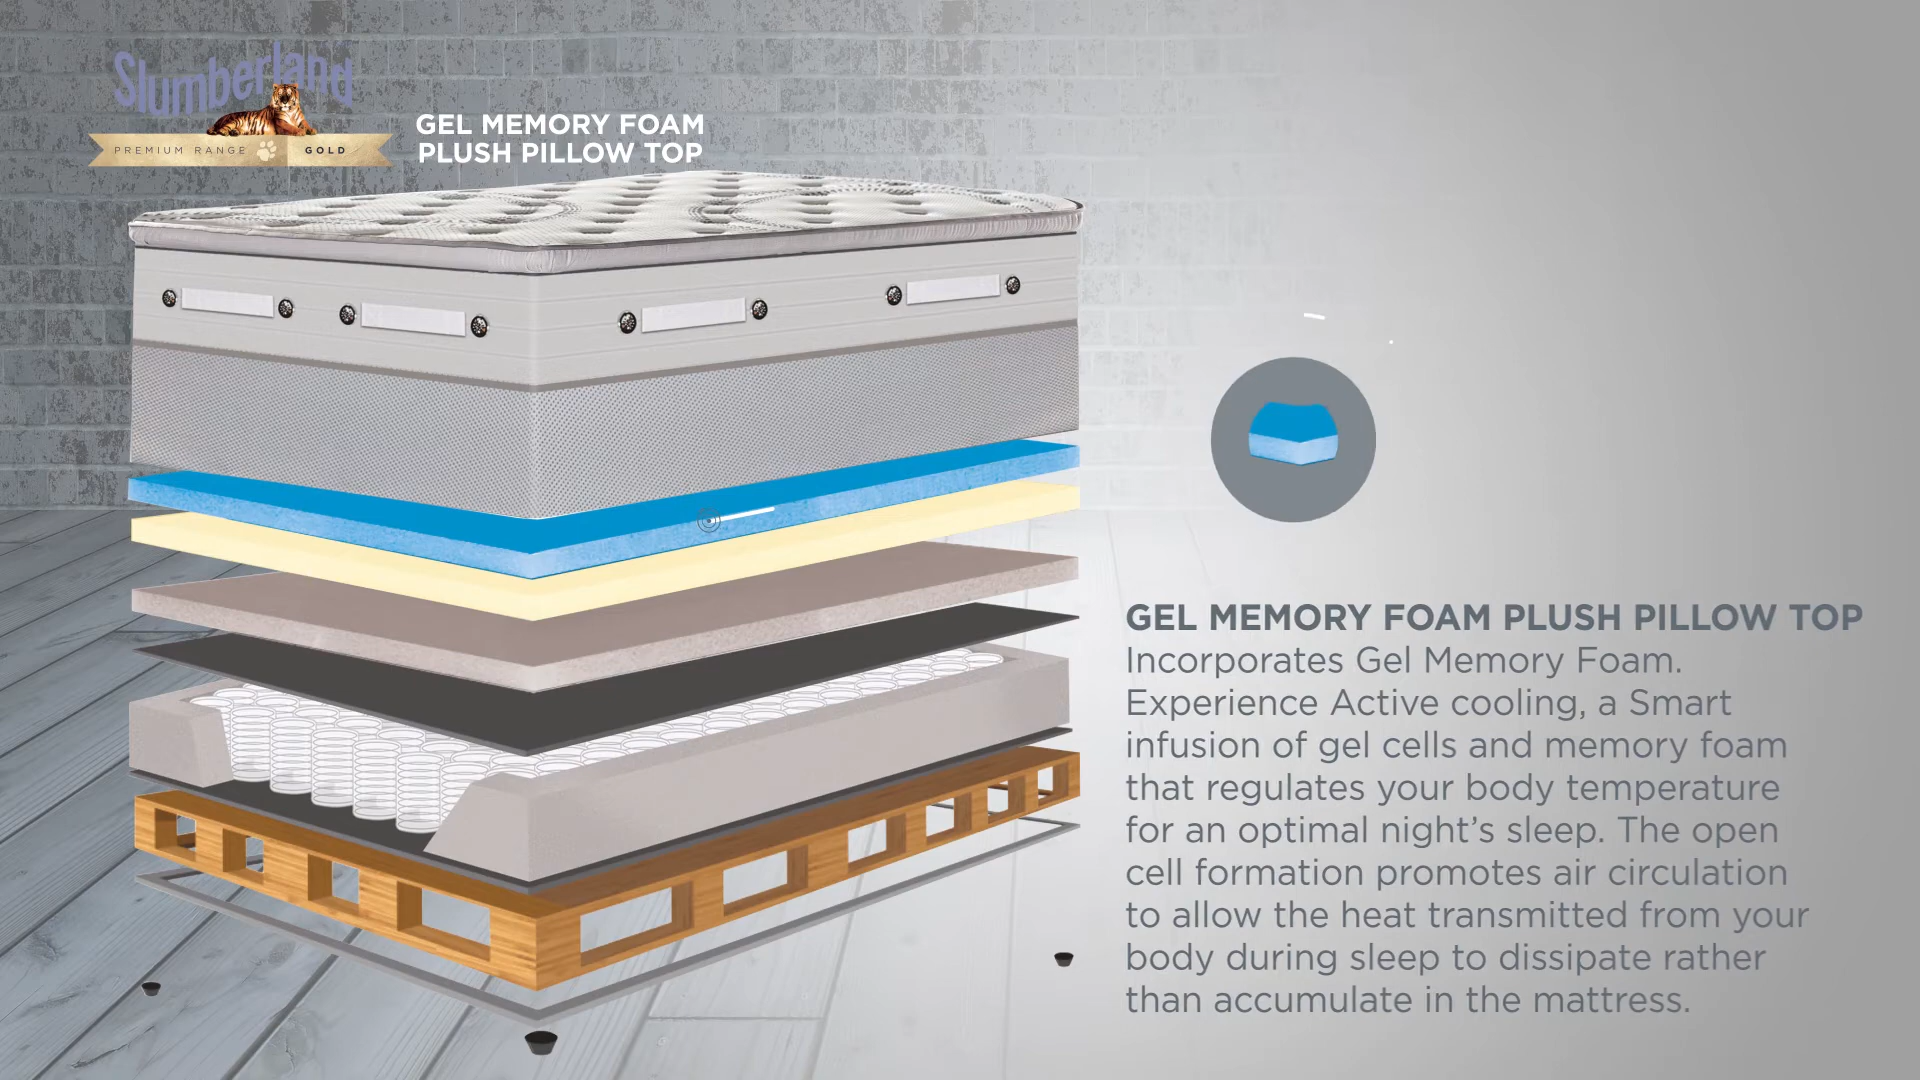 Slumberland
PREMIUM RANGE GOLD
GEL MEMORY FOAM
PLUSH PILLOW TOP
GEL MEMORY FOAM PLUSH PILLOW TOP
Incorporates Gel Memory Foam.
Experience Active cooling, a Smart
infusion of gel cells and memory foam
that regulates your body temperature
for an optimal night’s sleep. The open
cell formation promotes air circulation
to allow the heat transmitted from your
body during sleep to dissipate rather
than accumulate in the mattress.